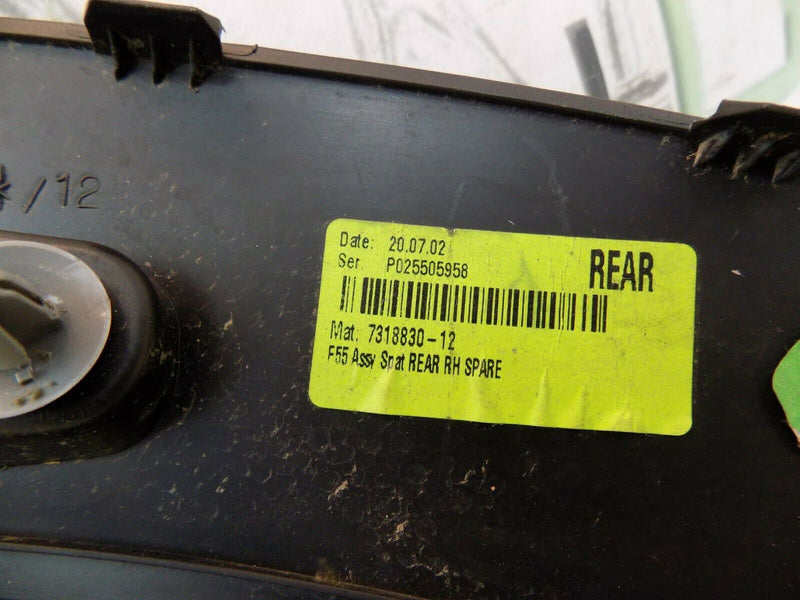 /12
Date: 20.07.02
Ser. P025505958
REAR
Mat: 7318830-12
F55 Assy Spat REAR RH SPARE